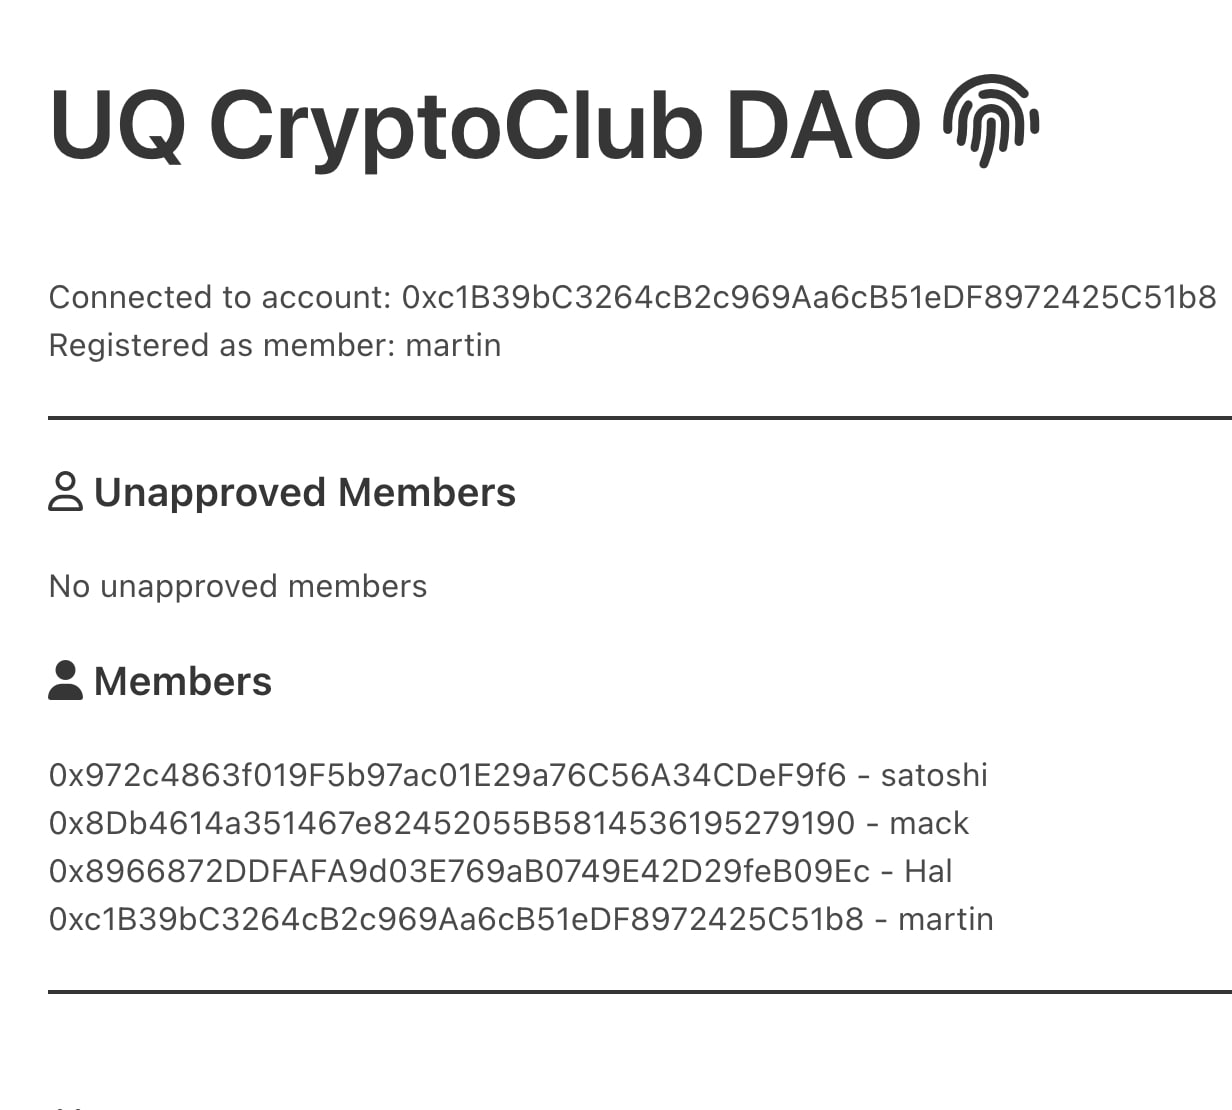 UQ CryptoClub DAO
Connected to account: 0xc1B39bC3264cB2c969Aa6cB51eDF8972425C51b8
Registered as member: martin
Unapproved Members
No unapproved members
Members
0x972c4863f019F5b97ac01E29a76C56A34CDeF9f6 - satoshi
0x8Db4614a351467e82452055B5814536195279190 - mack
0x8966872DDFAFA9d03E769aB0749E42D29feB09Ec - Hal
0xc1B39bC3264cB2c969Aa6cB51eDF8972425C51b8 - martin